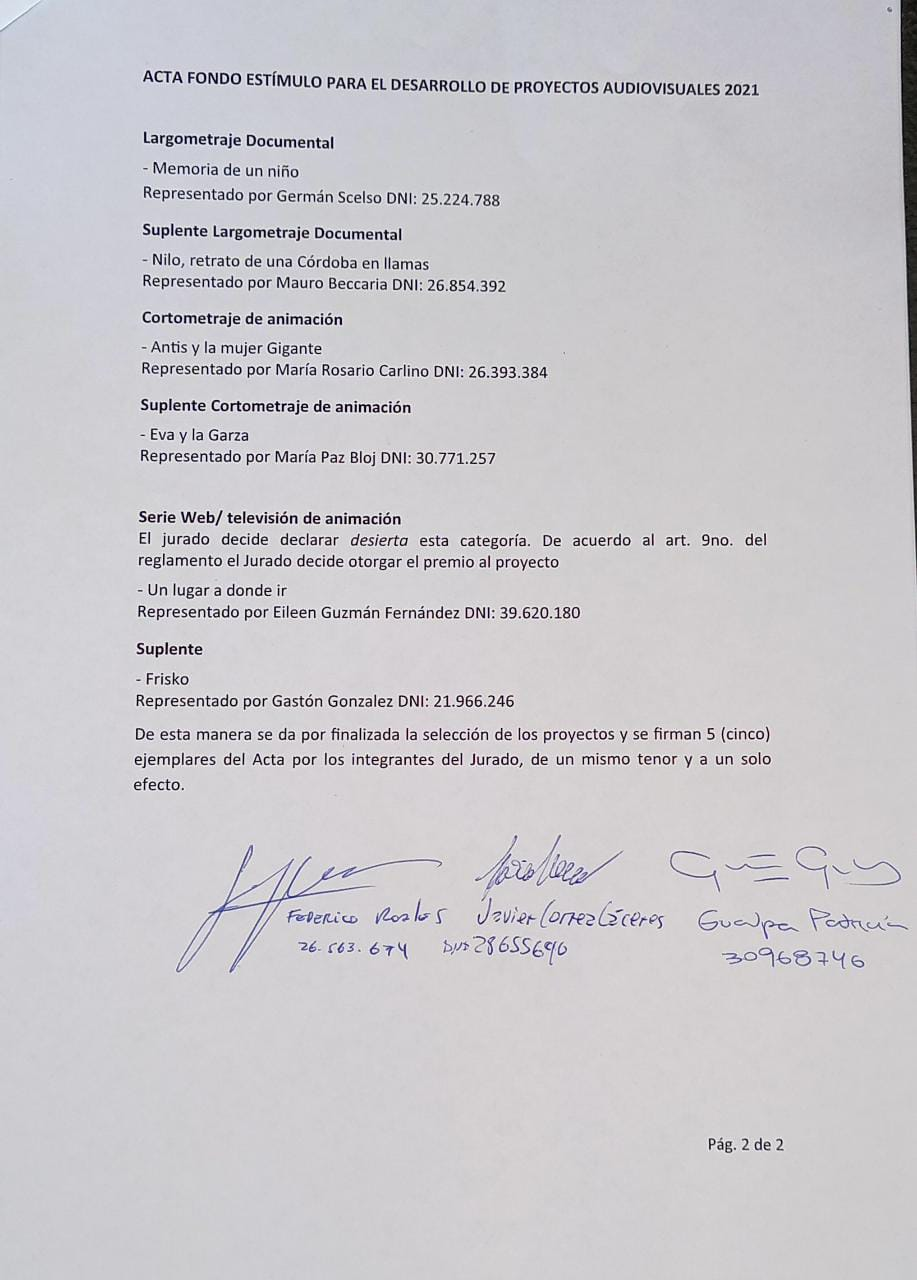 ACTA FONDO ESTÍMULO PARA EL DESARROLLO DE PROYECTOS AUDIOVISUALES 2021
Largometraje Documental
- Memoria de un niño
Representado por Germán Scelso DNI: 25.224.788
Suplente Largometraje Documental
- Nilo, retrato de una Córdoba en llamas
Representado por Mauro Beccaria DNI: 26.854.392
Cortometraje de animación
- Antis y la mujer Gigante
Representado por María Rosario Carlino DNI: 26.393.384
Suplente Cortometraje de animación
- Eva y la Garza
Representado por María Paz Bloj DNI: 30.771.257
Serie Web/ televisión de animación
El jurado decide declarar desierta esta categoría. De acuerdo al art. 9no. del
reglamento el Jurado decide otorgar el premio al proyecto
- Un lugar a donde ir
Representado por Eileen Guzmán Fernández DNI: 39.620.180
Suplente
- Frisko
Representado por Gastón Gonzalez DNI: 21.966.246
De esta manera se da por finalizada la selección de los proyectos y se firman 5 (cinco)
ejemplares del Acta por los integrantes del Jurado, de un mismo tenor y a un solo
efecto.
FEDERICO Javier Correa Cáceres Gualpa Patricia
26.563.674 DNI 28655690 30968746
Pág. 2 de 2